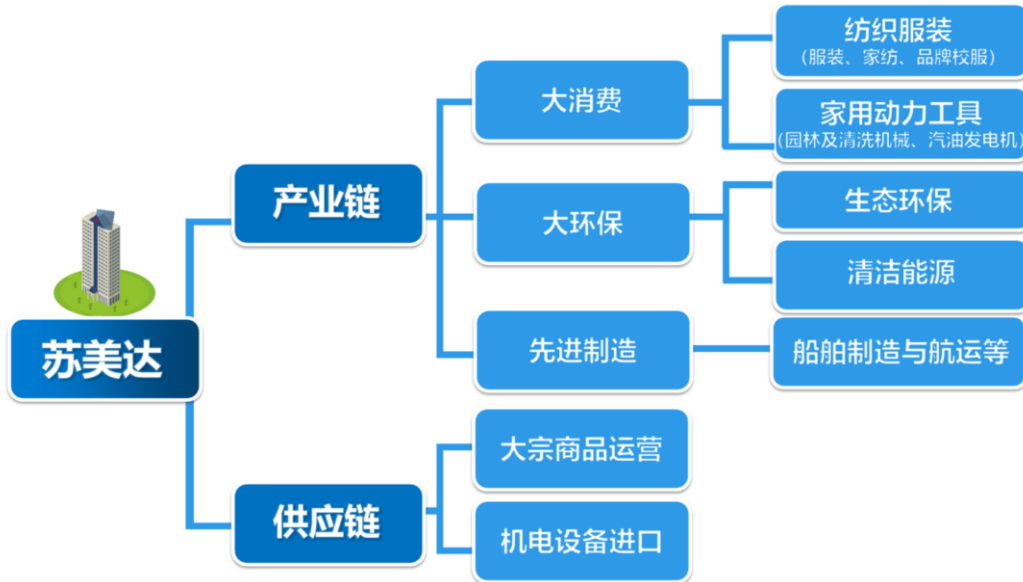 苏美达
产业链
大消费
纺织服装
(服装、家纺、品牌校服)
家用动力工具
(园林及清洗机械、汽油发电机)
大环保
生态环保
清洁能源
先进制造
船舶制造与航运等
供应链
大宗商品运营
机电设备进口